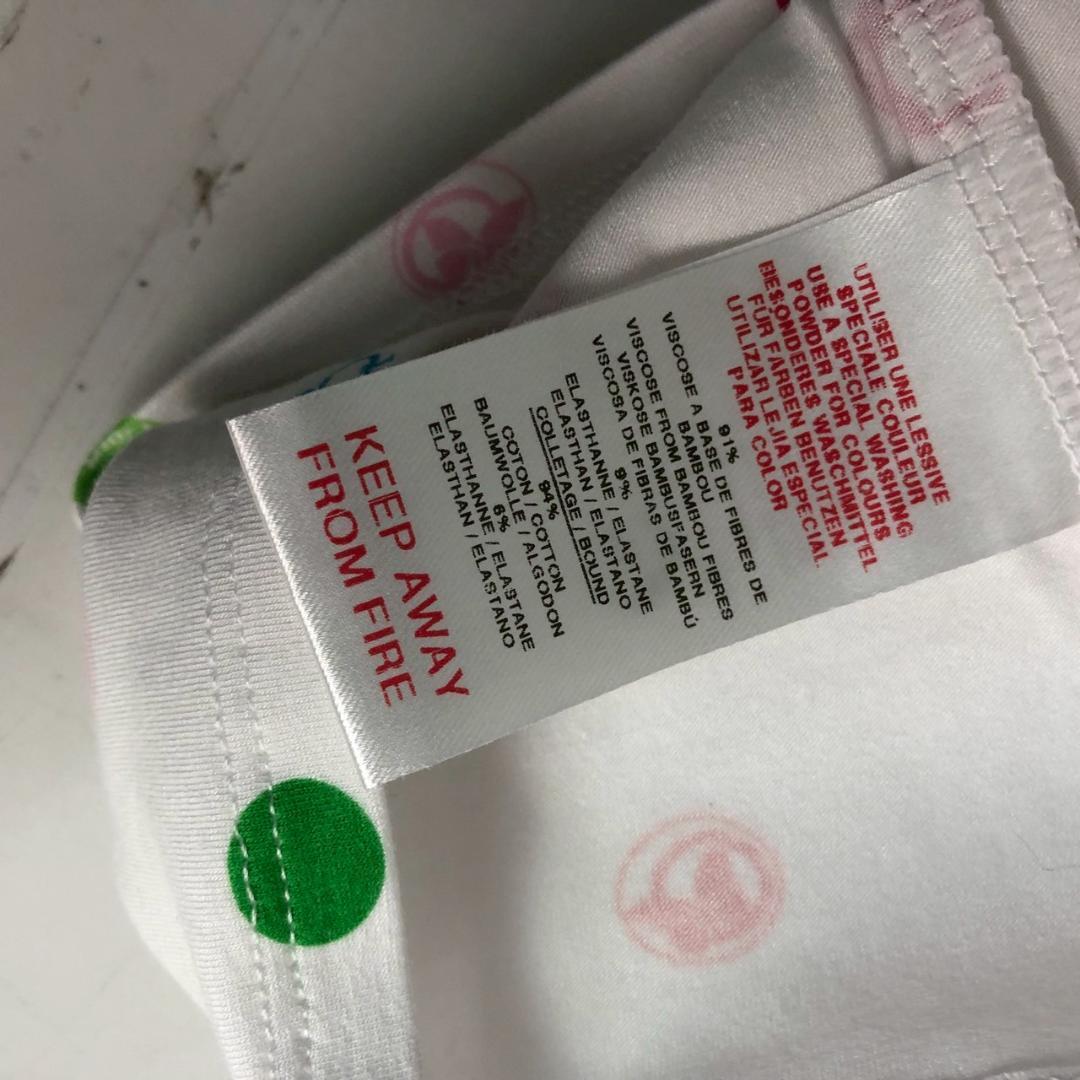 UTILISER UNE LESSIVE
SPECIALE COULEUR
USE A SPECIAL WASHING
POWDER FOR COLOURS
BESONDERES WASCHMITTEL
FÜR FARBEN BENUTZEN
UTILIZAR LEJIA ESPECIAL
PARA COLOR
91%
VISCOSE A BASE DE FIBRES DE
BAMBOU
VISCOSE FROM BAMBOU FIBRES
VISKOSE BAMBUSFASERN
VISCOSA DE FIBRAS DE BAMBÚ
9%
ELASTHANNE / ELASTANE
ELASTHAN / ELASTANO
COLLETAGE / BOUND
94%
COTON / COTTON
BAUMWOLLE / ALGODON
6%
ELASTHANNE / ELASTANE
ELASTHAN / ELASTANO
KEEP AWAY
FROM FIRE